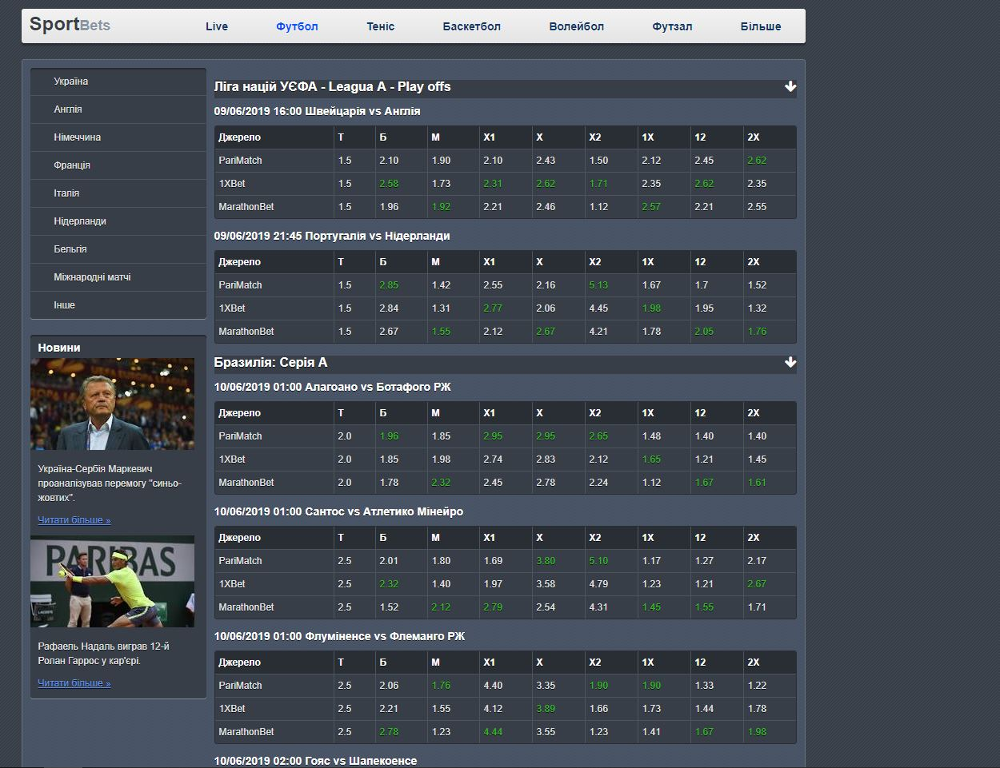 SportBets
Live Футбол Теніс Баскетбол Волейбол Футзал Більше
Україна
Англія
Німеччина
Франція
Італія
Нідерланди
Бельгія
Міжнародні матчі
Інше
Новини
Україна-Сербія Маркевич
проаналізував перемогу "синьо-
жовтих".
Читати більше »
PARIBAS
LACOSTE
Рафаель Надаль виграв 12-й
Ролан Гаррос у кар'єрі.
Читати більше »
Ліга націй УЄФА - Leagua A - Play offs
09/06/2019 16:00 Швейцарія vs Англія
Джерело Т Б М X1 X X2 1X 12 2X
PariMatch 1.5 2.10 1.90 2.10 2.43 1.50 2.12 2.45 2.62
1XBet 1.5 2.58 1.73 2.31 2.62 1.71 2.35 2.62 2.35
MarathonBet 1.5 1.96 1.92 2.21 2.46 1.12 2.57 2.21 2.55
09/06/2019 21:45 Португалія vs Нідерланди
Джерело Т Б М X1 X X2 1X 12 2X
PariMatch 1.5 2.85 1.42 2.55 2.16 5.13 1.67 1.7 1.52
1XBet 1.5 2.84 1.31 2.77 2.06 4.45 1.98 1.95 1.32
MarathonBet 1.5 2.67 1.55 2.12 2.67 4.21 1.78 2.05 1.76
Бразилія: Серія А
10/06/2019 01:00 Алагоано vs Ботафого РЖ
Джерело Т Б М X1 X X2 1X 12 2X
PariMatch 2.0 1.96 1.85 2.95 2.95 2.65 1.48 1.40 1.40
1XBet 2.0 1.85 1.98 2.74 2.83 2.12 1.65 1.21 1.45
MarathonBet 2.0 1.78 2.32 2.45 2.78 2.24 1.12 1.67 1.61
10/06/2019 01:00 Сантос vs Атлетико Мінейро
Джерело Т Б М X1 X X2 1X 12 2X
PariMatch 2.5 2.01 1.80 1.69 3.80 5.10 1.17 1.27 2.17
1XBet 2.5 2.32 1.40 1.97 3.58 4.79 1.23 1.21 2.67
MarathonBet 2.5 1.52 2.12 2.79 2.54 4.31 1.45 1.55 1.71
10/06/2019 01:00 Флуміненсе vs Флеманго РЖ
Джерело Т Б М X1 X X2 1X 12 2X
PariMatch 2.5 2.06 1.76 4.40 3.35 1.90 1.90 1.33 1.22
1XBet 2.5 2.21 1.55 4.12 3.89 1.66 1.73 1.44 1.78
MarathonBet 2.5 2.78 1.23 4.44 3.55 1.23 1.41 1.67 1.98
10/06/2019 02:00 Гояс vs Шапекоенсе